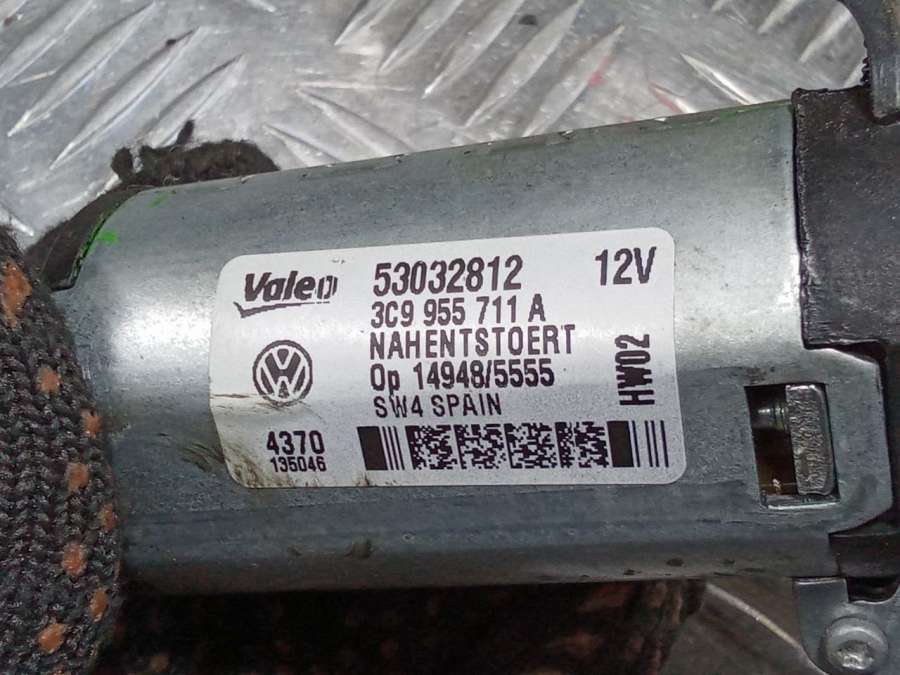 Valeo 53032812 12V
3C9 955 711 A
NAHENTSTOERT
Op 14948/5555
SW4 SPAIN
HW02
4370
135046